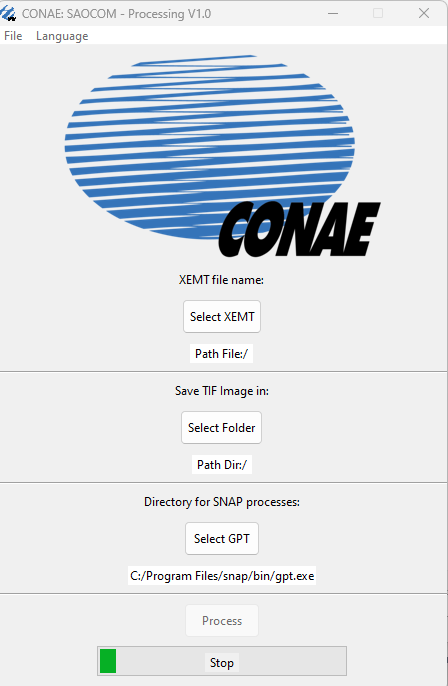 CONAE: SAOCOM - Processing V1.0
File Language
CONAE
XEMT file name:
Select XEMT
Path File:/
Save TIF Image in:
Select Folder
Path Dir:/
Directory for SNAP processes:
Select GPT
C:/Program Files/snap/bin/gpt.exe
Process
Stop